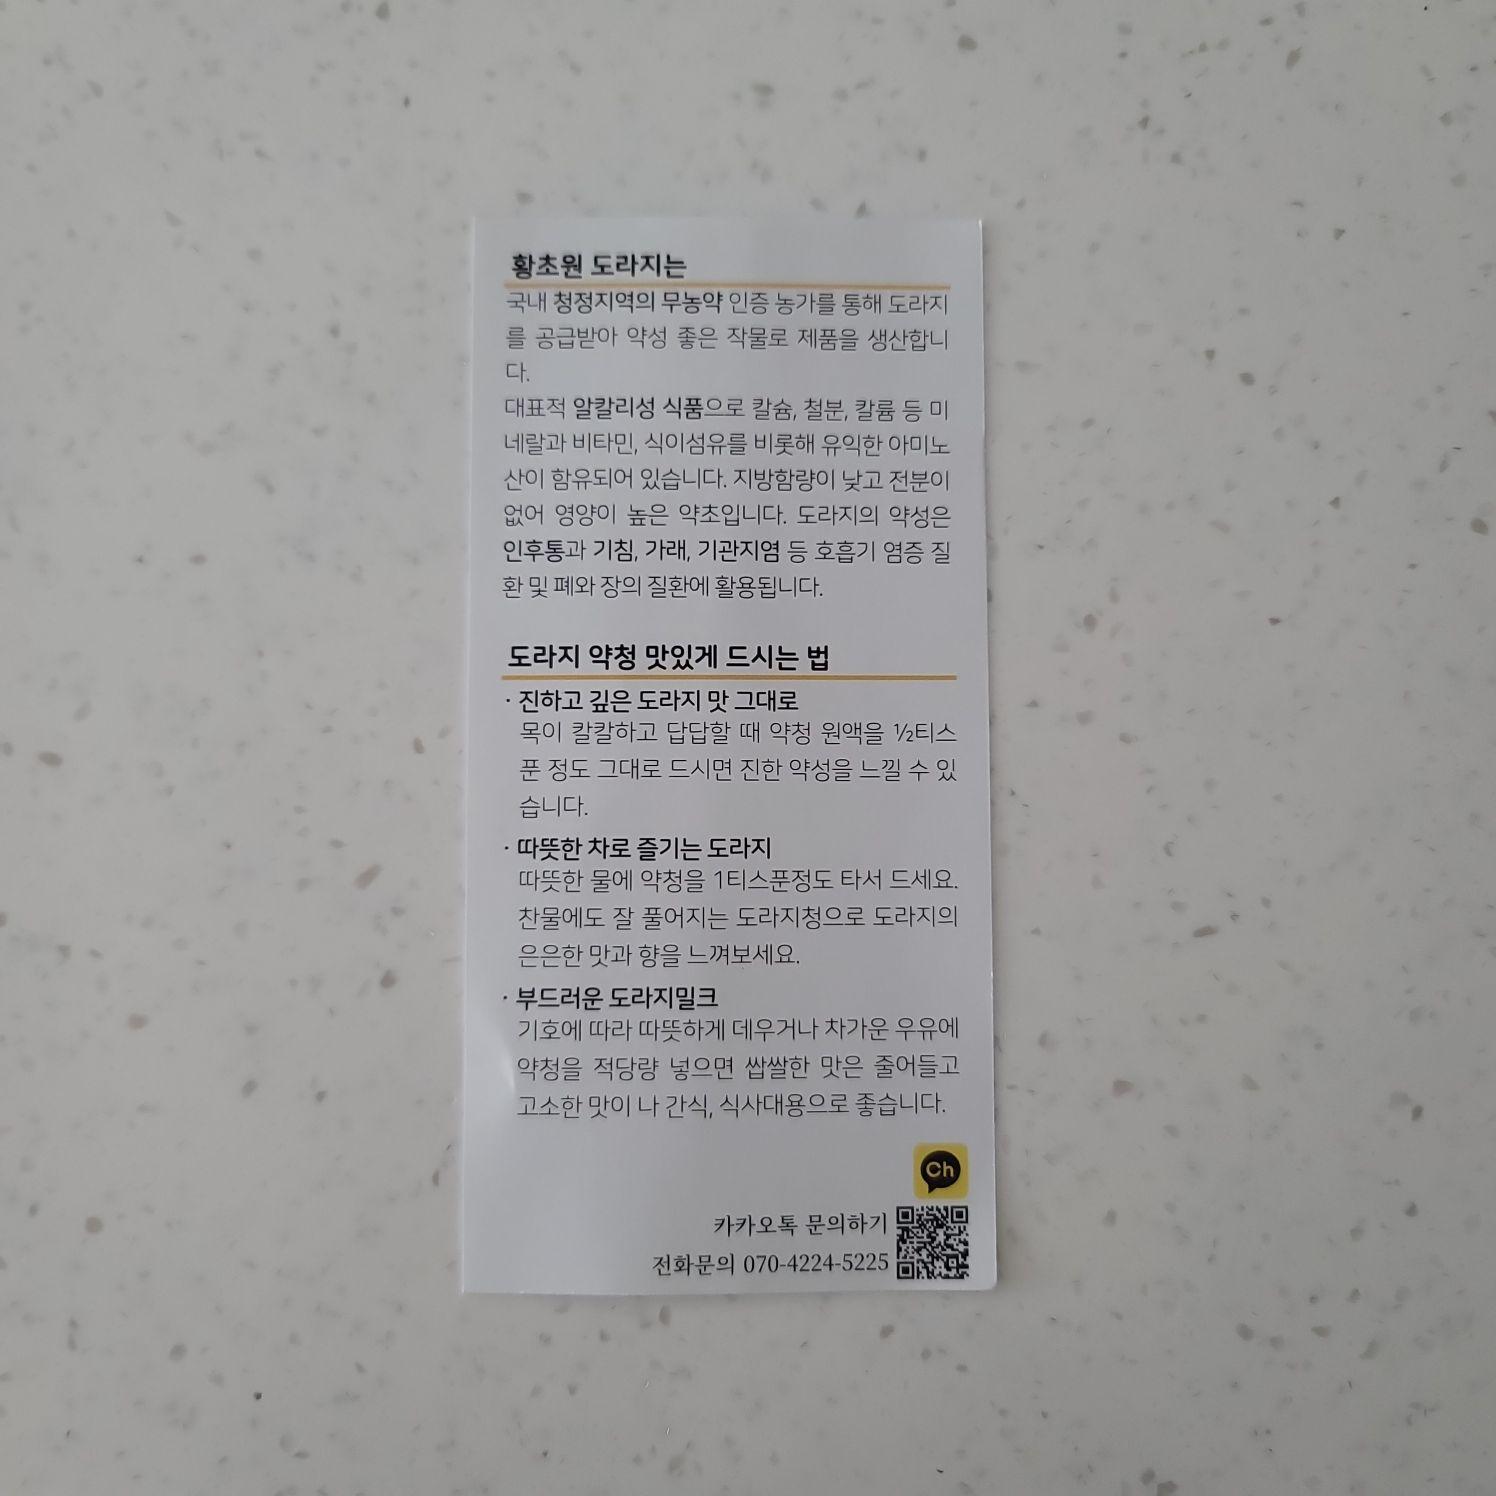 황초원 도라지는
국내 청정지역의 무농약 인증 농가를 통해 도라지
를 공급받아 약성 좋은 작물로 제품을 생산합니
다.
대표적 알칼리성 식품으로 칼슘, 철분, 칼륨 등 미
네랄과 비타민, 식이섬유를 비롯해 유익한 아미노
산이 함유되어 있습니다. 지방함량이 낮고 전분이
없어 영양이 높은 약초입니다. 도라지의 약성은
인후통과 기침, 가래, 기관지염 등 호흡기 염증 질
환 및 폐와 장의 질환에 활용됩니다.
도라지 약청 맛있게 드시는 법
· 진하고 깊은 도라지 맛 그대로
목이 칼칼하고 답답할 때 약청 원액을 ½티스
푼 정도 그대로 드시면 진한 약성을 느낄 수 있
습니다.
· 따뜻한 차로 즐기는 도라지
따뜻한 물에 약청을 1티스푼정도 타서 드세요.
찬물에도 잘 풀어지는 도라지청으로 도라지의
은은한 맛과 향을 느껴보세요.
· 부드러운 도라지밀크
기호에 따라 따뜻하게 데우거나 차가운 우유에
약청을 적당량 넣으면 쌉쌀한 맛은 줄어들고
고소한 맛이 나 간식, 식사대용으로 좋습니다.
Ch
카카오톡 문의하기
전화문의 070-4224-5225